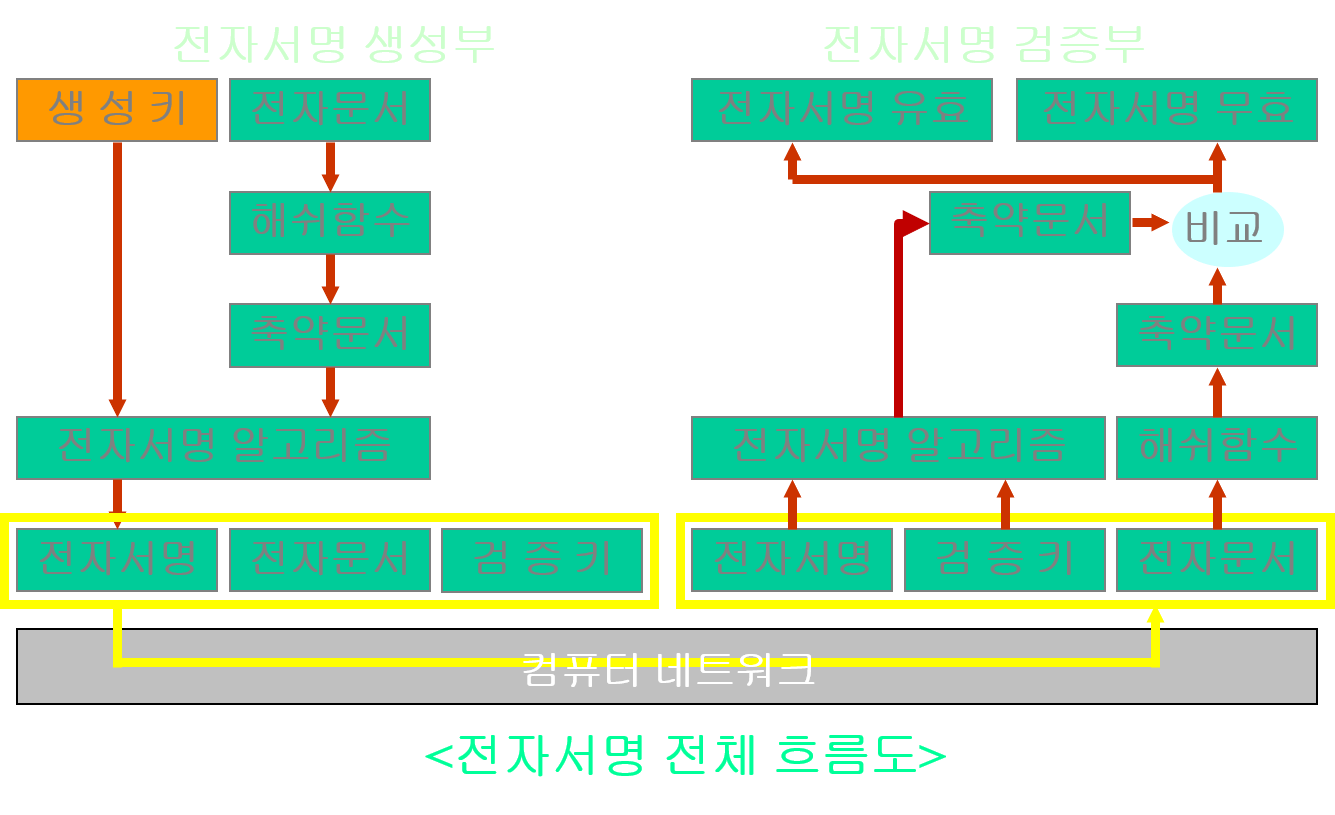 전자서명 생성부
전자서명 검증부
생 성 키
전자문서
전자서명 유효
전자서명 무효
해쉬함수
축약문서
비교
축약문서
축약문서
전자서명 알고리즘
전자서명 알고리즘
해쉬함수
전자서명
전자문서
검 증 키
전자서명
검 증 키
전자문서
컴퓨터 네트워크
<전자서명 전체 흐름도>